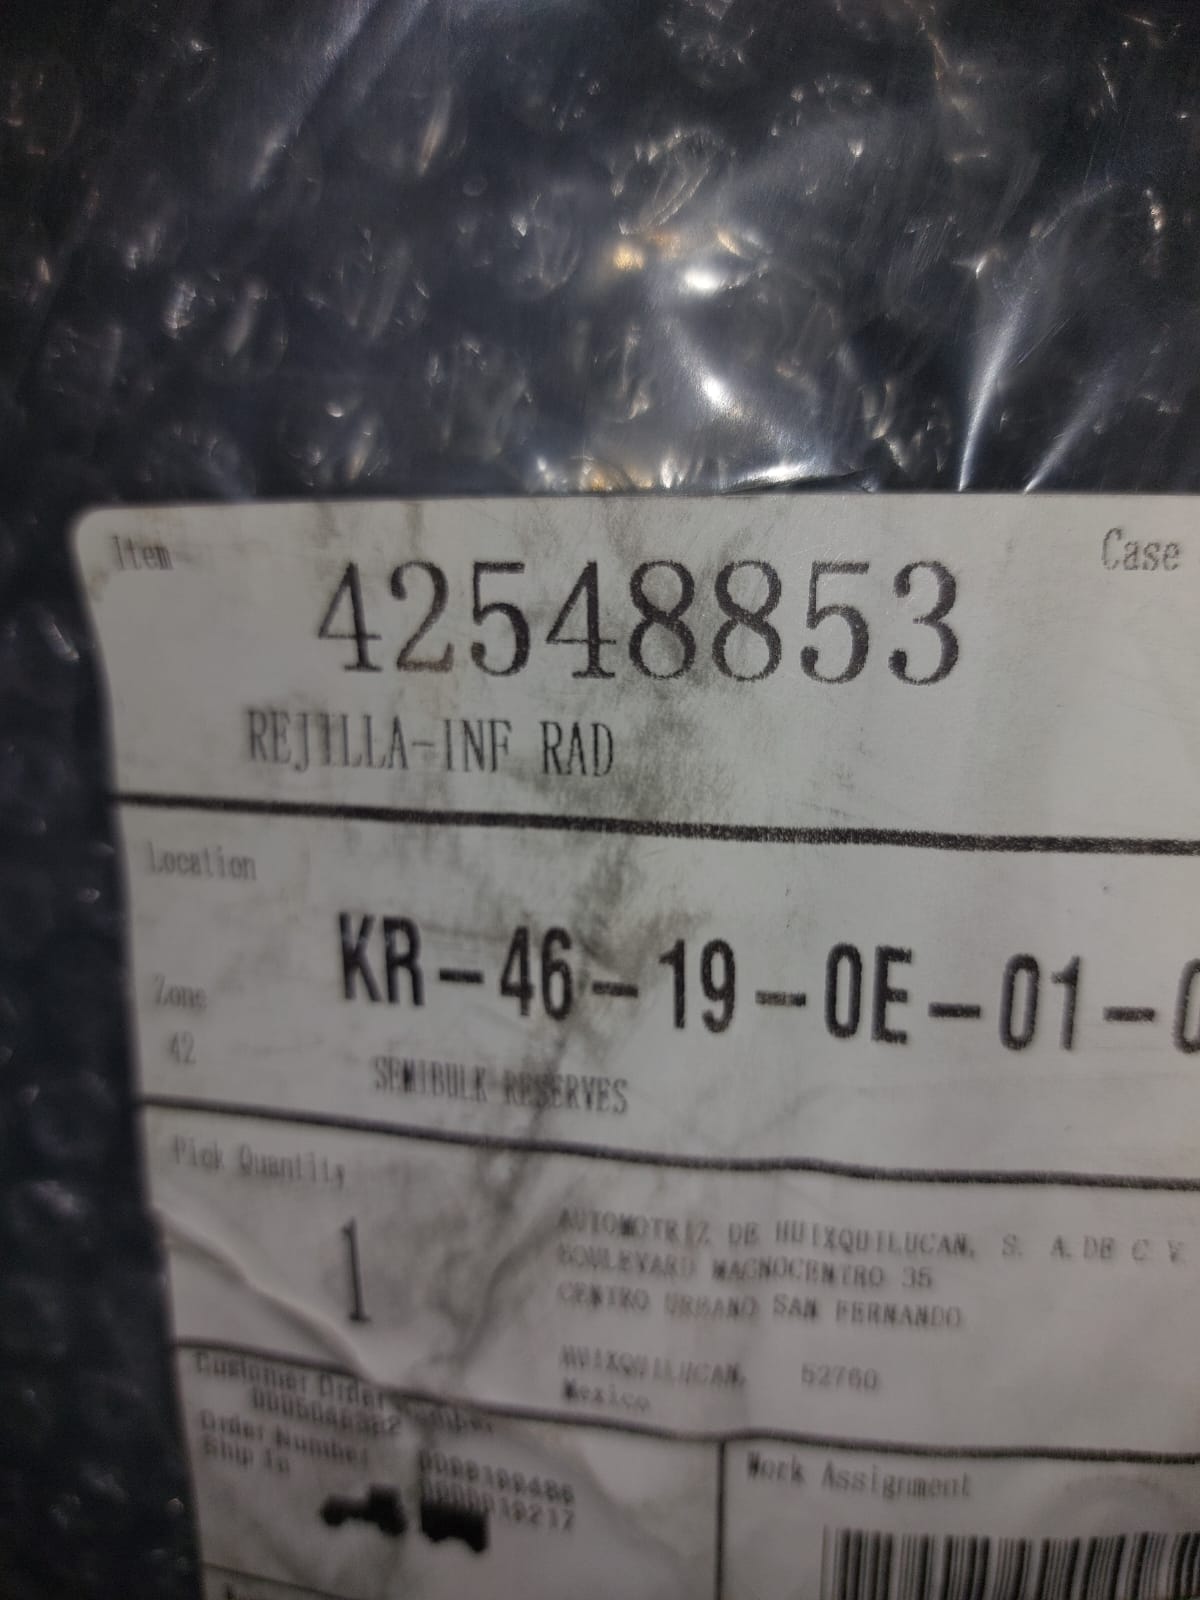 Item
Case
42548853
REJILLA-INF RAD
Location
KR-46-19-0E-01-0
Zone
42
SEMIBULK RESERVES
Pick Quantity
1
AUTOMOTRIZ DE HUIXQUILUCAN, S. A. DE C V
BOULEVARD MAGNOCENTRO 35
CENTRO URBANO SAN FERNANDO
HUIXQUILUCAN, 52760
Mexico
Customer Order Number
Order Number
Ship To
Work Assignment